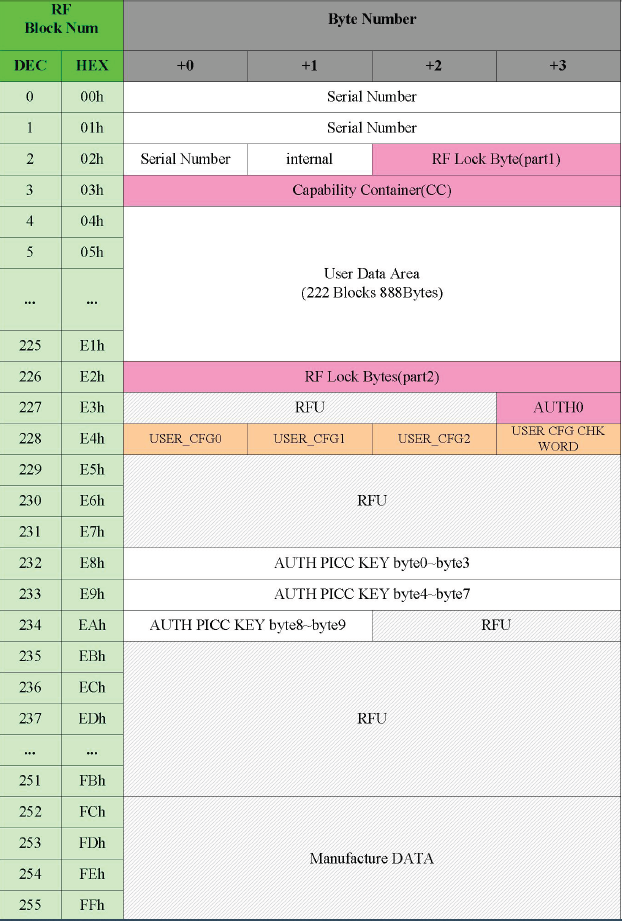 RF
Block Num
Byte Number
DEC HEX +0 +1 +2 +3
0 00h Serial Number
1 01h Serial Number
2 02h Serial Number internal RF Lock Byte(part1)
3 03h Capability Container(CC)
4 04h
5 05h
User Data Area
(222 Blocks 888Bytes)
... ...
225 E1h
226 E2h RF Lock Bytes(part2)
227 E3h RFU AUTH0
228 E4h USER_CFG0 USER_CFG1 USER_CFG2 USER CFG CHK
WORD
229 E5h
230 E6h RFU
231 E7h
232 E8h AUTH PICC KEY byte0~byte3
233 E9h AUTH PICC KEY byte4~byte7
234 EAh AUTH PICC KEY byte8~byte9 RFU
235 EBh
236 ECh
237 EDh RFU
... ...
251 FBh
252 FCh
253 FDh
Manufacture DATA
254 FEh
255 FFh